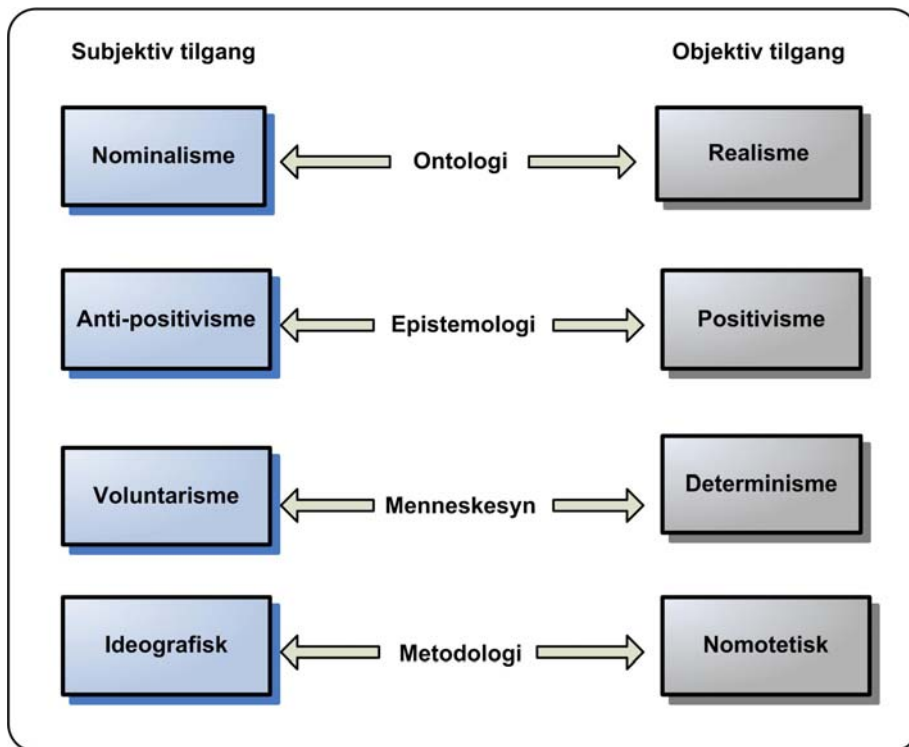 Subjektiv tilgang
Objektiv tilgang
Nominalisme
Ontologi
Realisme
Anti-positivisme
Epistemologi
Positivisme
Voluntarisme
Menneskesyn
Determinisme
Ideografisk
Metodologi
Nomotetisk